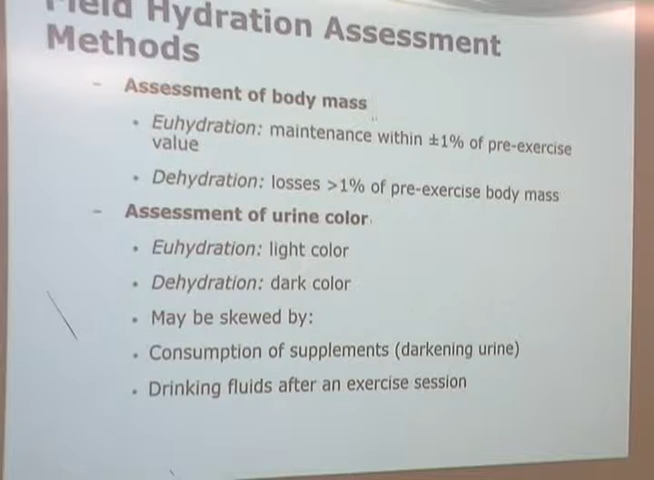 Field Hydration Assessment
Methods
– Assessment of body mass
• Euhydration: maintenance within ±1% of pre-exercise
value
• Dehydration: losses >1% of pre-exercise body mass
– Assessment of urine color
• Euhydration: light color
• Dehydration: dark color
• May be skewed by:
• Consumption of supplements (darkening urine)
• Drinking fluids after an exercise session